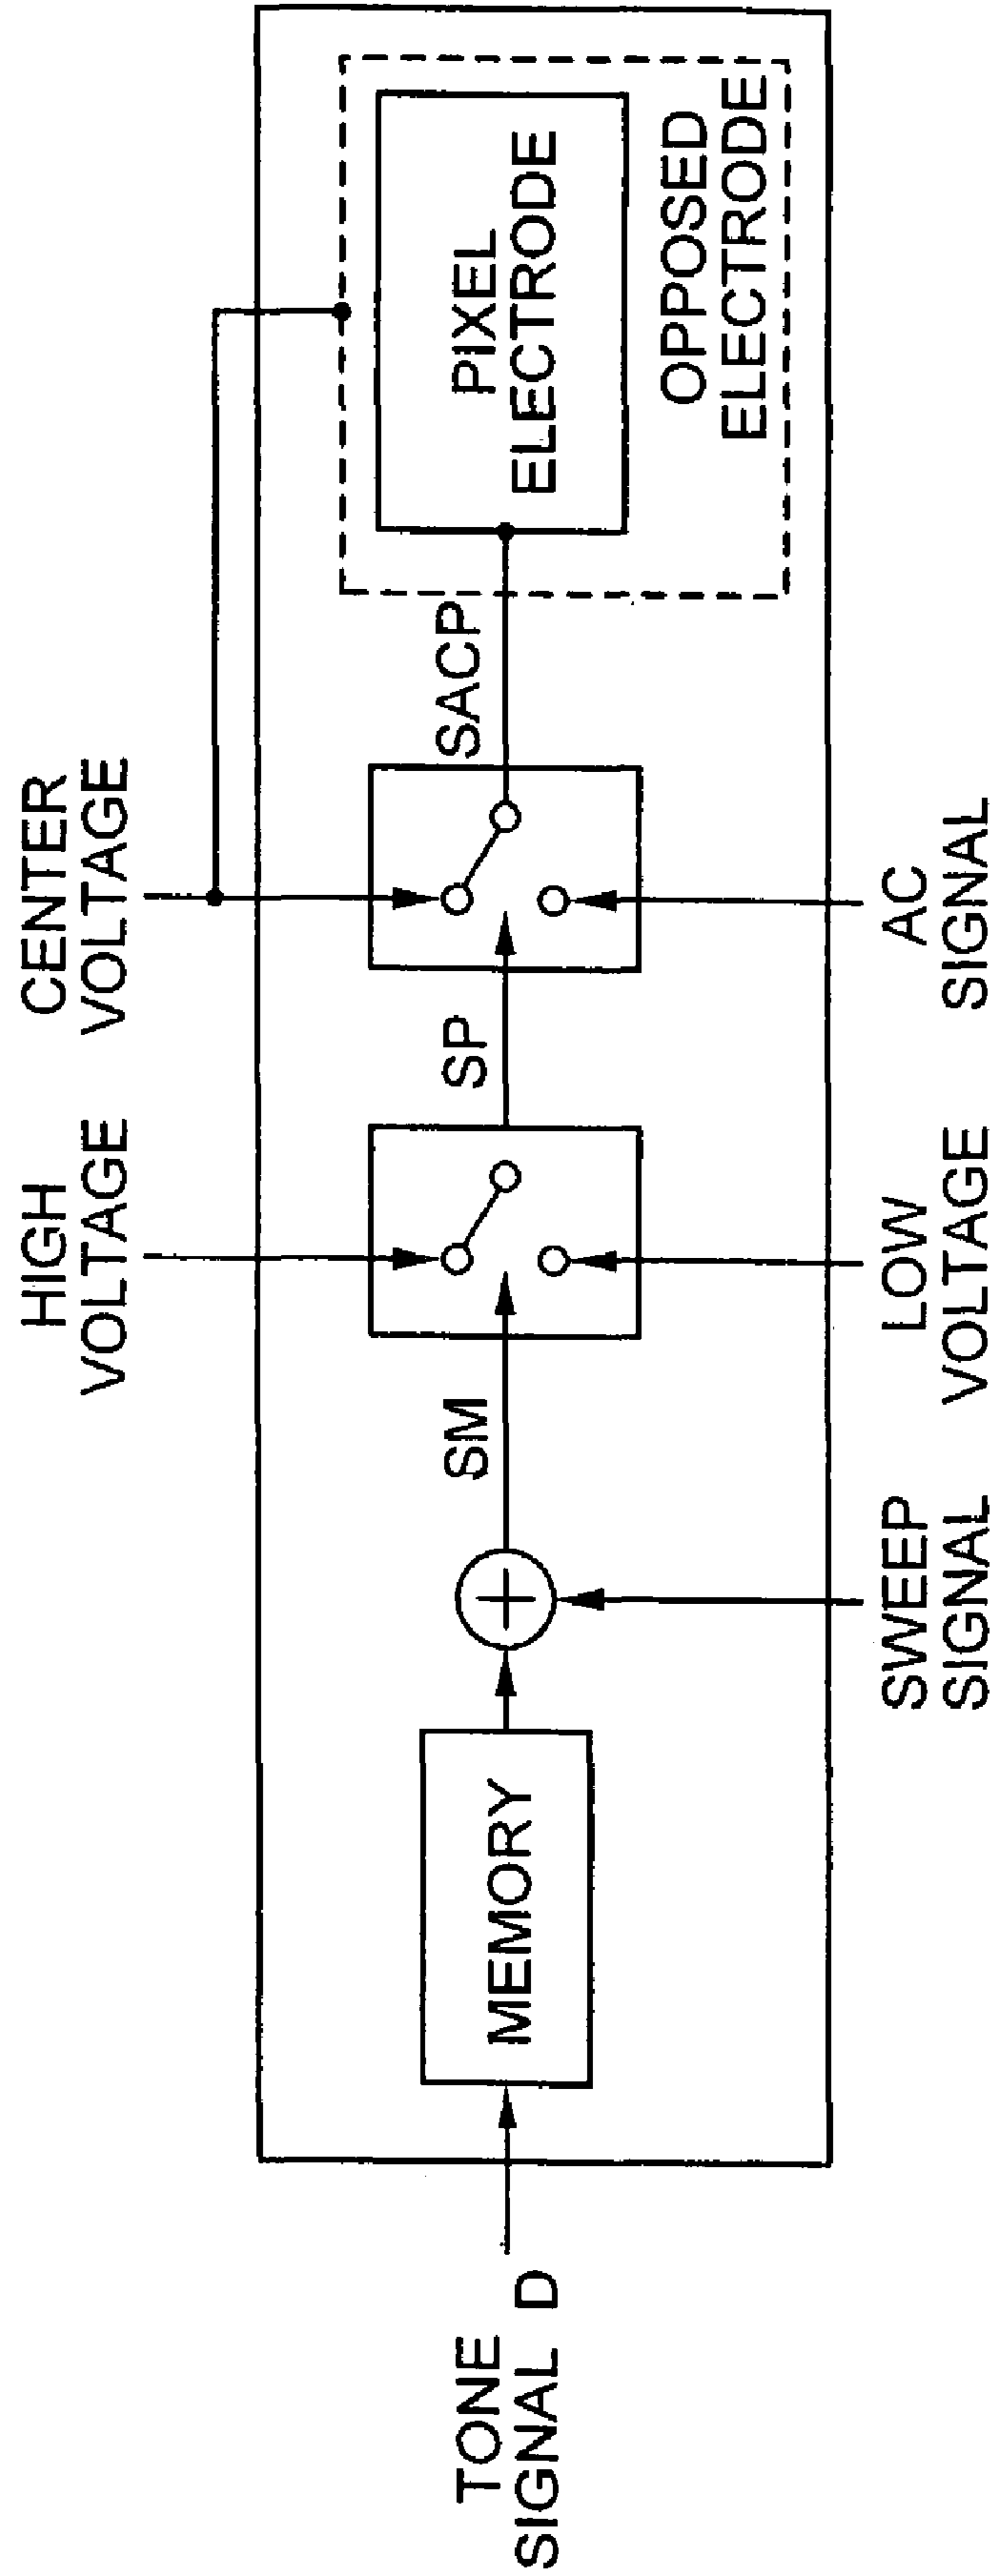 HIGH
VOLTAGE
CENTER
VOLTAGE
TONE
SIGNAL D
MEMORY
SM
SP
SACP
PIXEL
ELECTRODE
OPPOSED
ELECTRODE
SWEEP
SIGNAL
LOW
VOLTAGE
AC
SIGNAL